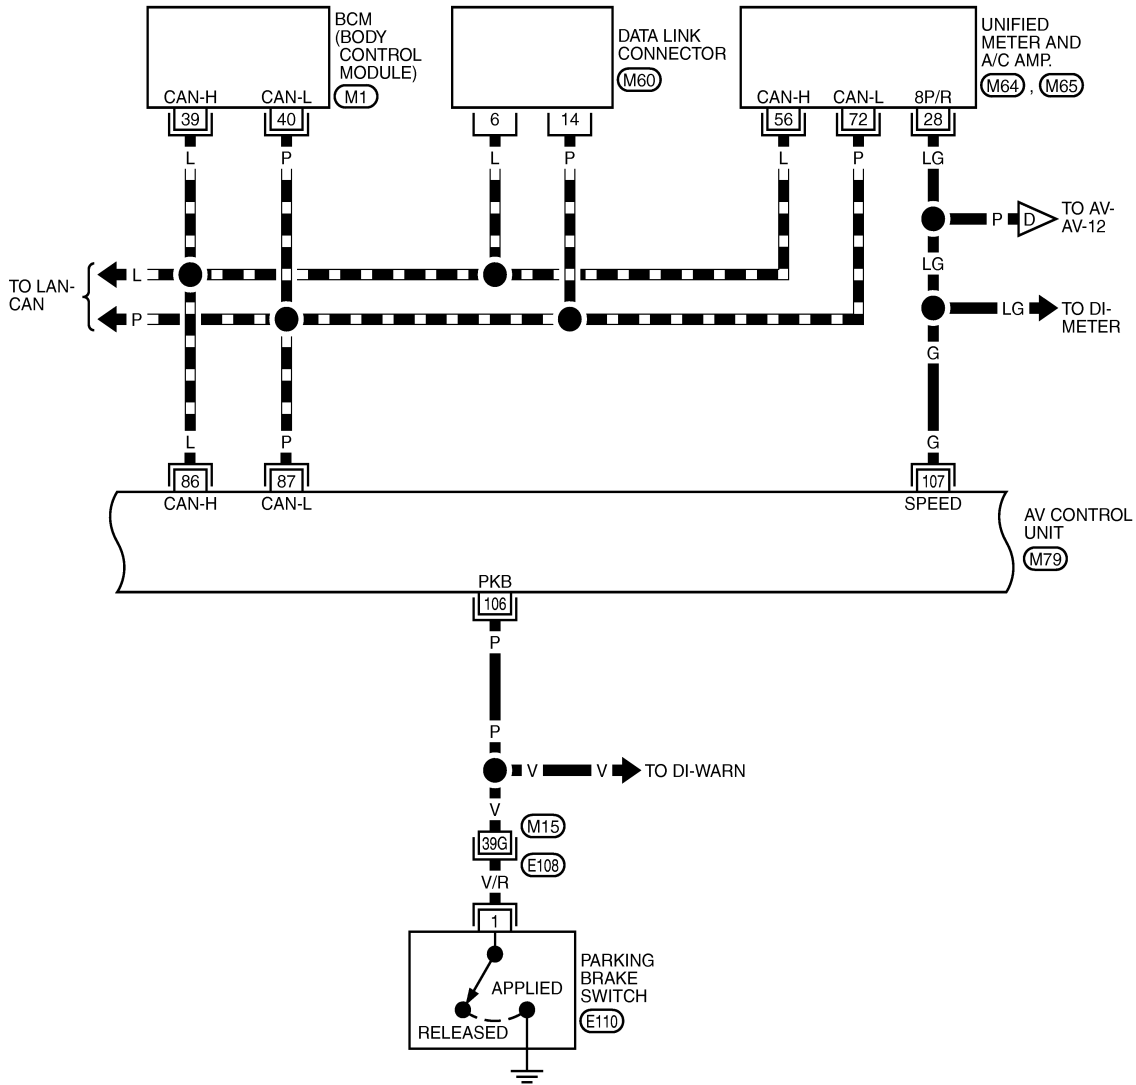 BCM
(BODY
CONTROL
MODULE)
M1
DATA LINK
CONNECTOR
M60
UNIFIED
METER AND
A/C AMP.
M64 , M65
CAN-H CAN-L
39 40
6 14
CAN-H CAN-L 8P/R
56 72 28
L P L P L P LG
P D TO AV-
AV-12
LG
TO LAN-
CAN
L
P
LG TO DI-
METER
G
L P G
86 87 107
CAN-H CAN-L SPEED
AV CONTROL
UNIT
M79
PKB
106
P
P
V V TO DI-WARN
V
M15
39G
E108
V/R
1
PARKING
BRAKE
SWITCH
E110
APPLIED
RELEASED